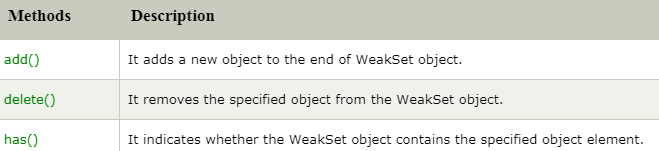 Methods Description
add() It adds a new object to the end of WeakSet object.
delete() It removes the specified object from the WeakSet object.
has() It indicates whether the WeakSet object contains the specified object element.